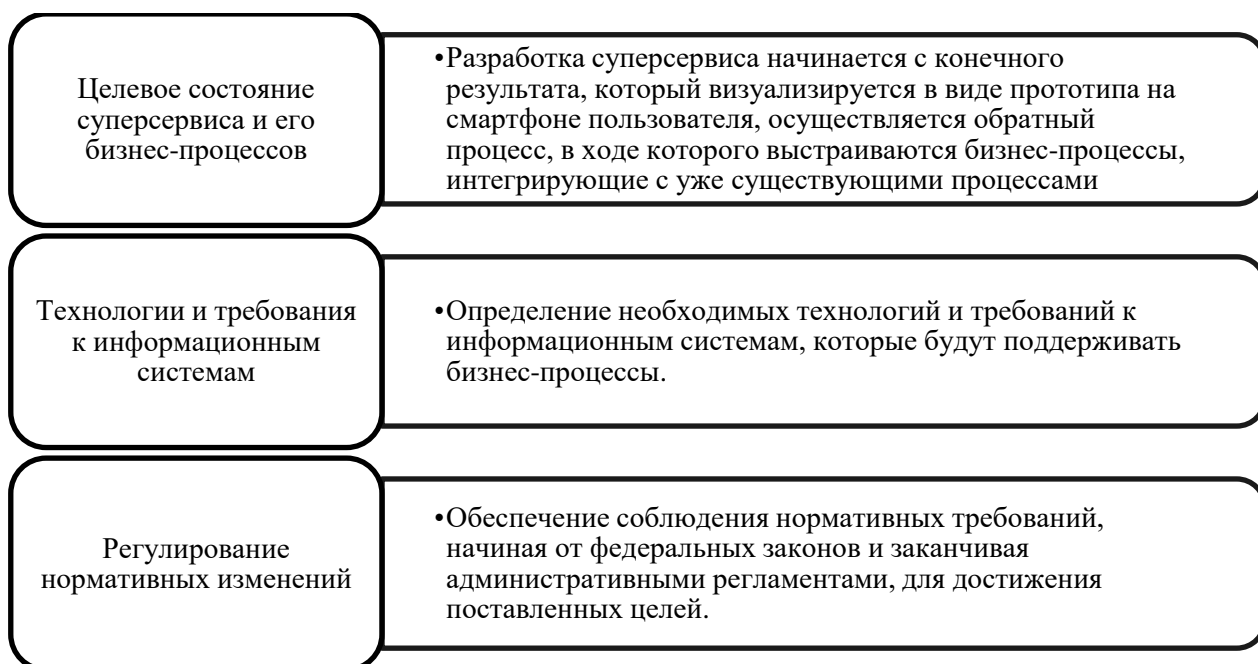 Целевое состояние
суперсервиса и его
бизнес-процессов
•Разработка суперсервиса начинается с конечного
результата, который визуализируется в виде прототипа на
смартфоне пользователя, осуществляется обратный
процесс, в ходе которого выстраиваются бизнес-процессы,
интегрирующие с уже существующими процессами
Технологии и требования
к информационным
системам
•Определение необходимых технологий и требований к
информационным системам, которые будут поддерживать
бизнес-процессы.
Регулирование
нормативных изменений
•Обеспечение соблюдения нормативных требований,
начиная от федеральных законов и заканчивая
административными регламентами, для достижения
поставленных целей.